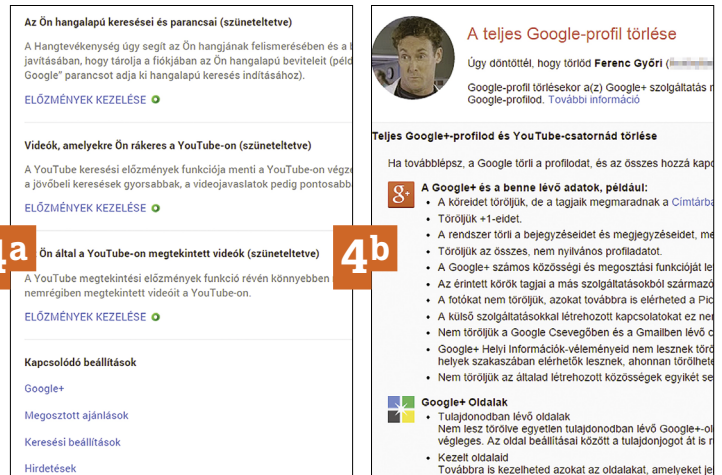 Az Ön hangalapú keresései és parancsai (szüneteltetve)
A Hangtevékenység úgy segít az Ön hangjának felismerésében és a b
javításában, hogy tárolja a fiókjában az Ön hangalapú beviteleit (péld
Google” parancsot adja ki hangalapú keresés indításához).
ELŐZMÉNYEK KEZELÉSE
Videók, amelyekre Ön rákeres a YouTube-on (szüneteltetve)
A YouTube keresési előzmények funkciója menti a YouTube-on végze
a jövőbeli keresések gyorsabbak, a videojavaslatok pedig pontosabb
ELŐZMÉNYEK KEZELÉSE
4a
Ön által a YouTube-on megtekintett videók (szüneteltetve)
A YouTube megtekintési előzmények funkció révén könnyebben
nemrégiben megtekintett videóit a YouTube-on.
ELŐZMÉNYEK KEZELÉSE
Kapcsolódó beállítások
Google+
Megosztott ajánlások
Keresési beállítások
Hirdetések
A teljes Google-profil törlése
Úgy döntöttél, hogy törlöd Ferenc Győri (
Google-profil törlésekor a(z) Google+ szolgáltatás
Google-profilod. További információ
Teljes Google+-profilod és YouTube-csatornád törlése
Ha továbblépsz, a Google törli a profilodat, és az összes hozzá kapc
g+
A Google+ és a benne lévő adatok, például:
• A köreidet töröljük, de a tagjaik megmaradnak a Címtárba
• Töröljük +1-eidet.
• A rendszer törli a bejegyzéseidet és megjegyzéseidet, me
• Töröljük az összes, nem nyilvános profiladatot.
4b
• A Google+ számos közösségi és megosztási funkcióját le
• Az érintett körök tagjai a más szolgáltatásokból származó
• A fotókat nem töröljük, azokat továbbra is elérheted a Pic
• A külső szolgáltatásokkal létrehozott kapcsolatokat ez ner
• Nem töröljük a Google Csevegőben és a Gmailben lévő c
• Google+ Helyi Információk-véleményeid nem lesznek törö
helyek szakaszában elérhetők lesznek, ahonnan törölhete
• Nem töröljük az általad létrehozott közösségek egyikét se
Google+ Oldalak
• Tulajdonodban lévő oldalak
Nem lesz törölve egyetlen tulajdonodban lévő Google+-ol
végleges. Az oldal beállításai között a tulajdonjogot át is r
• Kezelt oldalaid
Továbbra is kezelheted azokat az oldalakat, amelyeket je